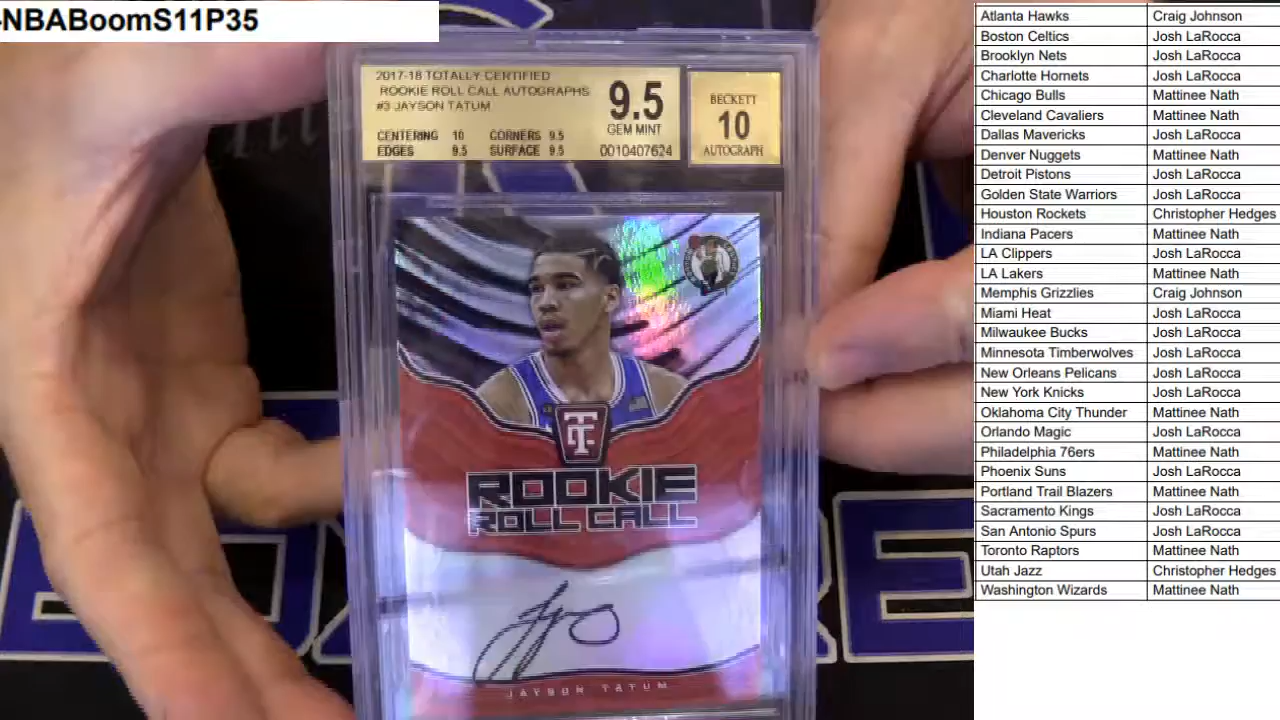 -NBABoomS11P35
2017-18 TOTALLY CERTIFIED
ROOKIE ROLL CALL AUTOGRAPHS
#3 JAYSON TATUM
CENTERING 10 CORNERS 9.5
EDGES 9.5 SURFACE 9.5
9.5
GEM MINT
0010407624
BECKETT
10
AUTOGRAPH
TC
ROOKIE
ROLL CALL
JAYSON TATUM
Atlanta Hawks Craig Johnson
Boston Celtics Josh LaRocca
Brooklyn Nets Josh LaRocca
Charlotte Hornets Josh LaRocca
Chicago Bulls Mattinee Nath
Cleveland Cavaliers Mattinee Nath
Dallas Mavericks Josh LaRocca
Denver Nuggets Mattinee Nath
Detroit Pistons Josh LaRocca
Golden State Warriors Josh LaRocca
Houston Rockets Christopher Hedges
Indiana Pacers Mattinee Nath
LA Clippers Josh LaRocca
LA Lakers Mattinee Nath
Memphis Grizzlies Craig Johnson
Miami Heat Josh LaRocca
Milwaukee Bucks Josh LaRocca
Minnesota Timberwolves Josh LaRocca
New Orleans Pelicans Josh LaRocca
New York Knicks Josh LaRocca
Oklahoma City Thunder Mattinee Nath
Orlando Magic Josh LaRocca
Philadelphia 76ers Mattinee Nath
Phoenix Suns Josh LaRocca
Portland Trail Blazers Mattinee Nath
Sacramento Kings Josh LaRocca
San Antonio Spurs Josh LaRocca
Toronto Raptors Mattinee Nath
Utah Jazz Christopher Hedges
Washington Wizards Mattinee Nath